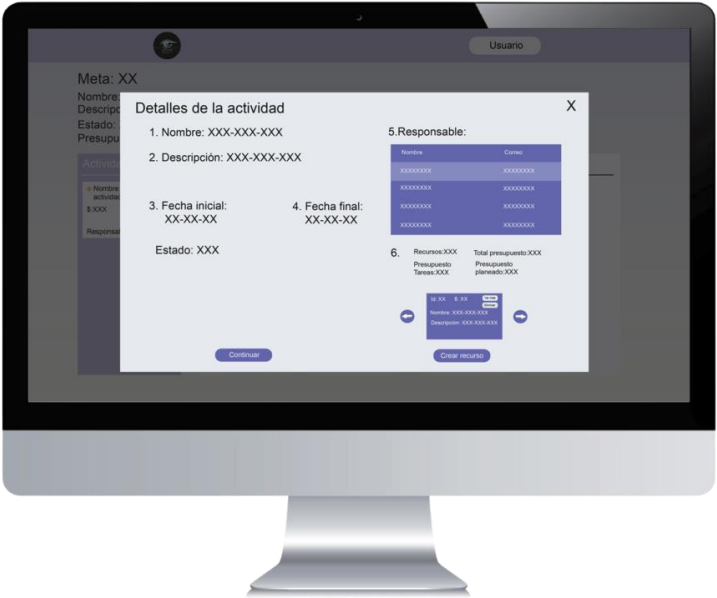 Usuario
Meta: XX
Nombre:
Descripc
Estado:
Presupu
Activida
Nombre
actividad
$:XXX
Responsal
Detalles de la actividad
X
1. Nombre: XXX-XXX-XXX
2. Descripción: XXX-XXX-XXX
3. Fecha inicial:
XX-XX-XX
4. Fecha final:
XX-XX-XX
Estado: XXX
Continuar
5.Responsable:
Nombre Correo
XXXXXXXX XXXXXXXX
XXXXXXXX XXXXXXXX
XXXXXXXX XXXXXXXX
XXXXXXXX XXXXXXXX
6. Recursos:XXX Total presupuesto:XXX
Presupuesto Presupuesto
Tareas:XXX planeado:XXX
Id: XX $: XX
Nombre: XXX-XXX-XXX
Descripción: XXX-XXX-XXX
Crear recurso